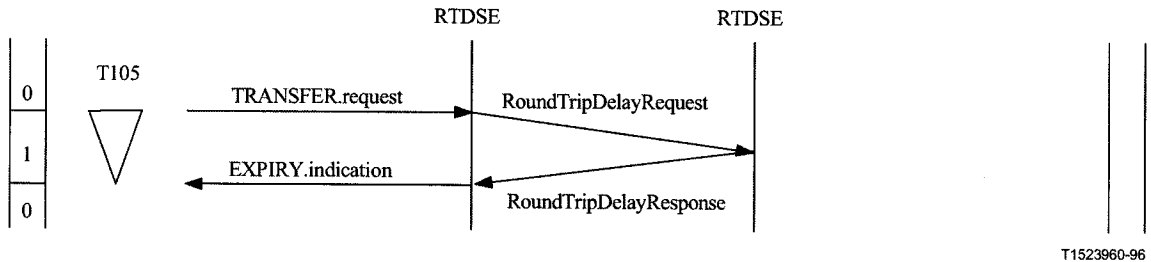 RTDSE
RTDSE
T105
0
TRANSFER.request
RoundTripDelayRequest
1
EXPIRY.indication
RoundTripDelayResponse
0
T1523960-96